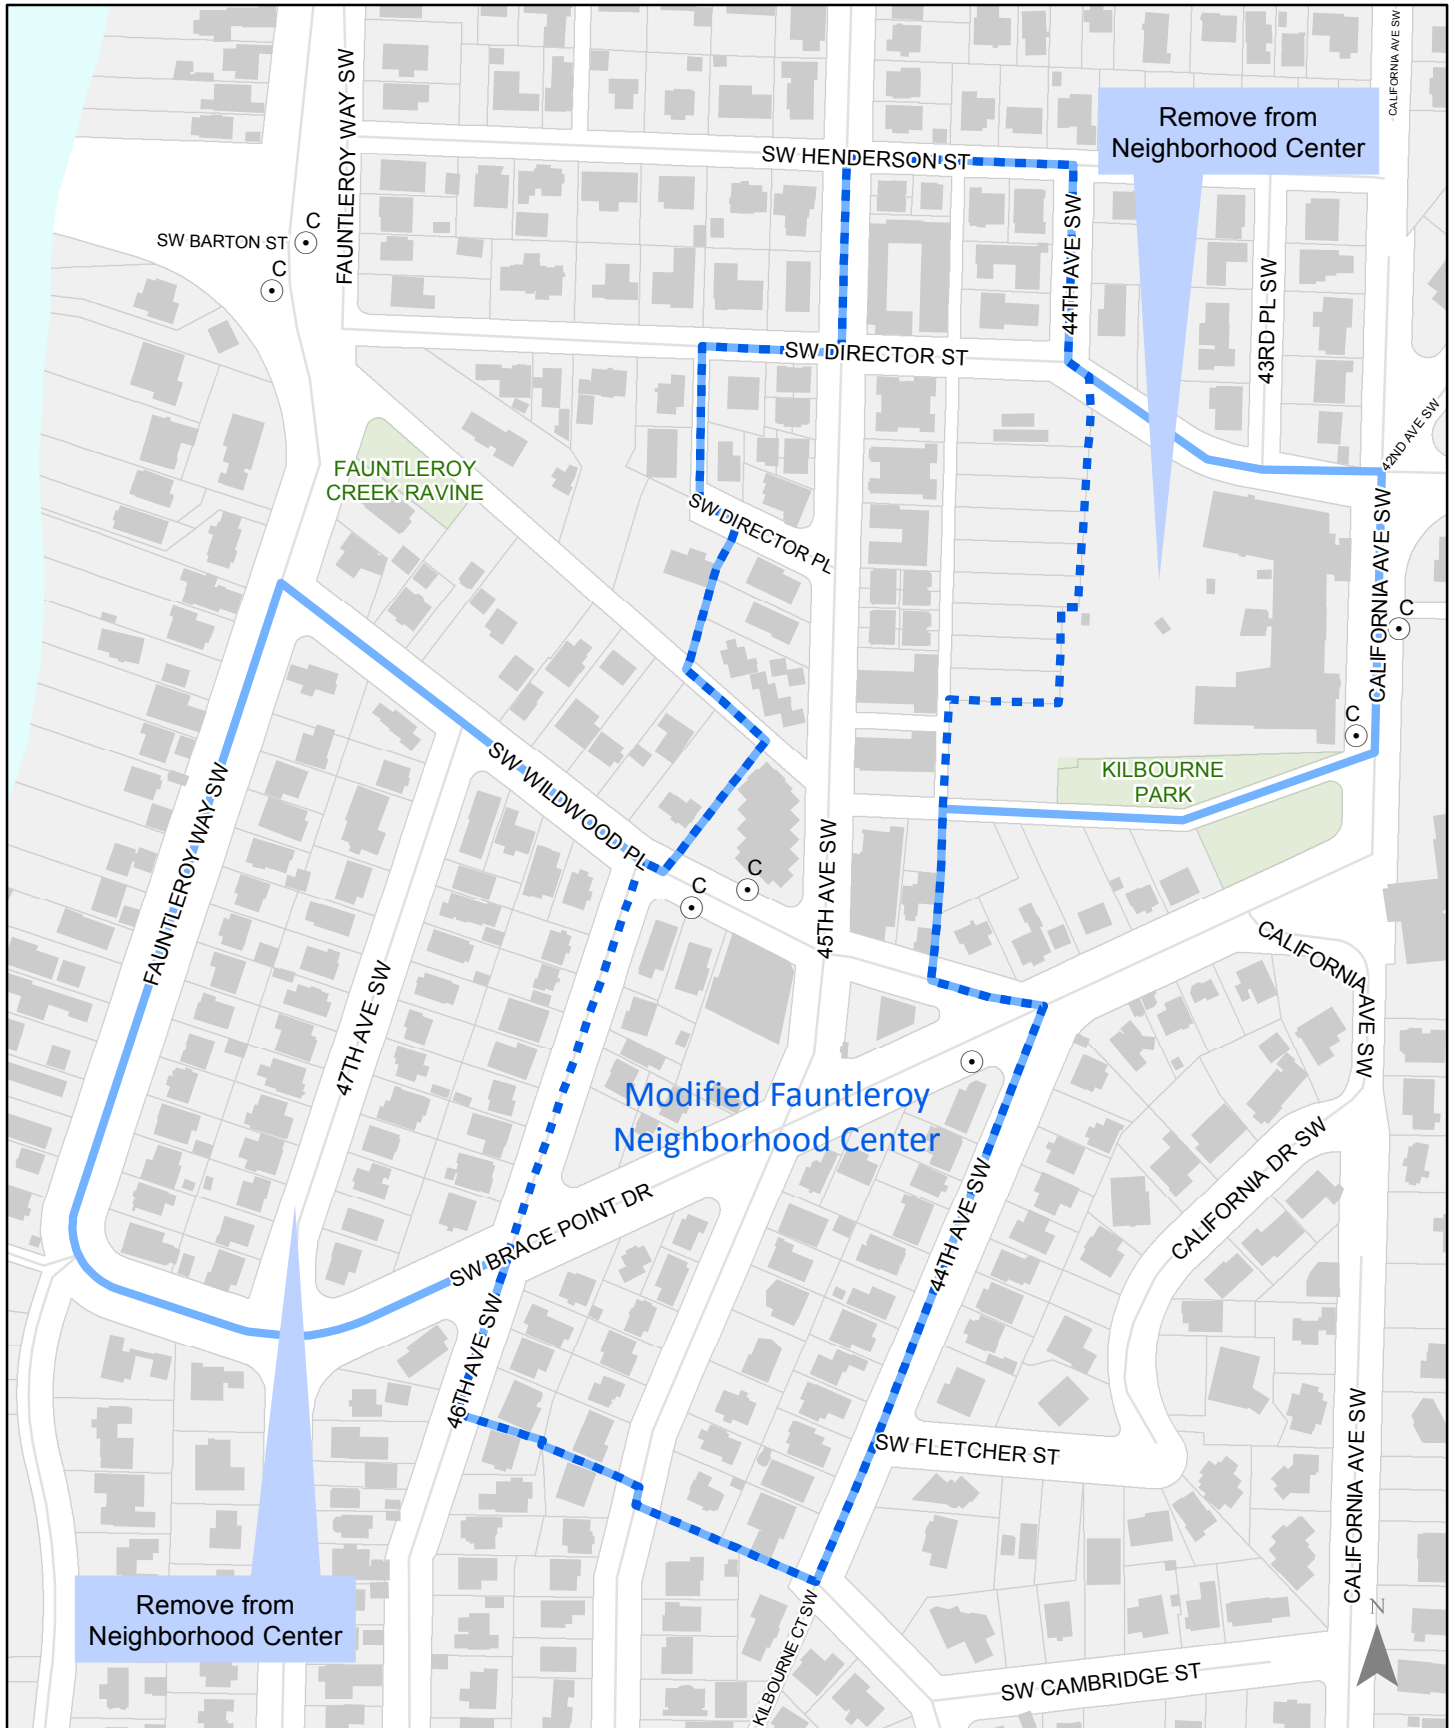 CALIFORNIA AVE SW
FAUNTLEROY WAY SW
Remove from
Neighborhood Center
SW HENDERSON ST
C
SW BARTON ST
C
44TH AVE SW
43RD PL SW
SW DIRECTOR ST
42ND AVE SW
FAUNTLEROY
CREEK RAVINE
SW DIRECTOR PL
CALIFORNIA AVE SW
C
C
SW WILDWOOD PL
KILBOURNE
PARK
FAUNTLEROY WAY SW
45TH AVE SW
C
C
CALIFORNIA AVE SW
47TH AVE SW
Modified Fauntleroy
Neighborhood Center
SW BRACE POINT DR
44TH AVE SW
CALIFORNIA DR SW
46TH AVE SW
SW FLETCHER ST
CALIFORNIA AVE SW
Remove from
Neighborhood Center
KILBOURNE CT SW
N
SW CAMBRIDGE ST